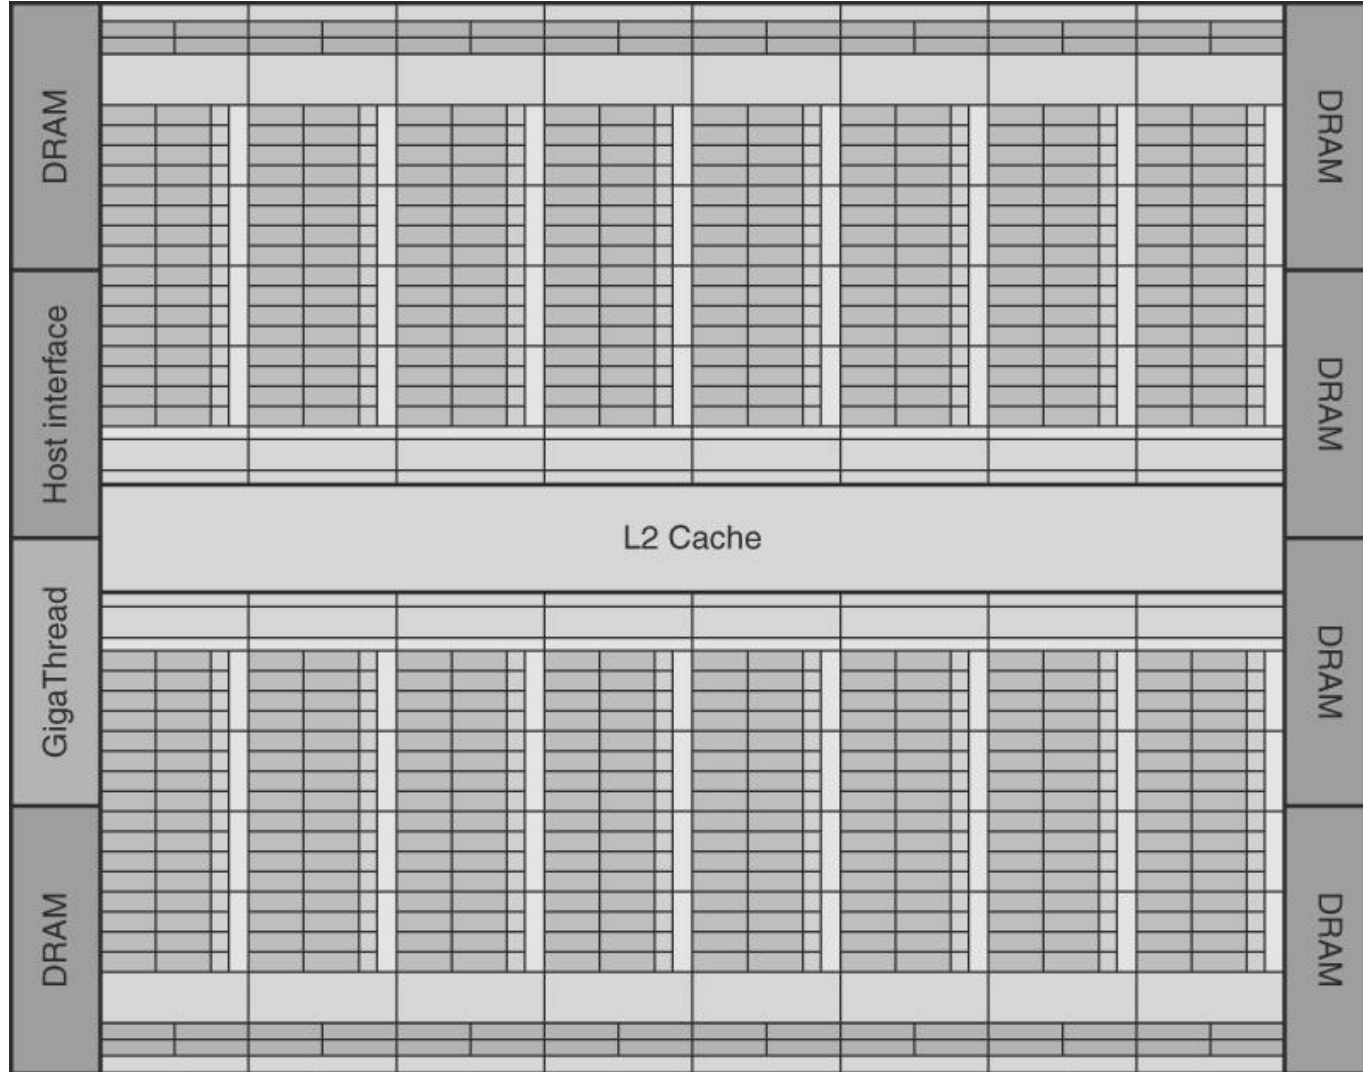 DRAM
Host interface
GigaThread
DRAM
L2 Cache
DRAM
DRAM
DRAM
DRAM